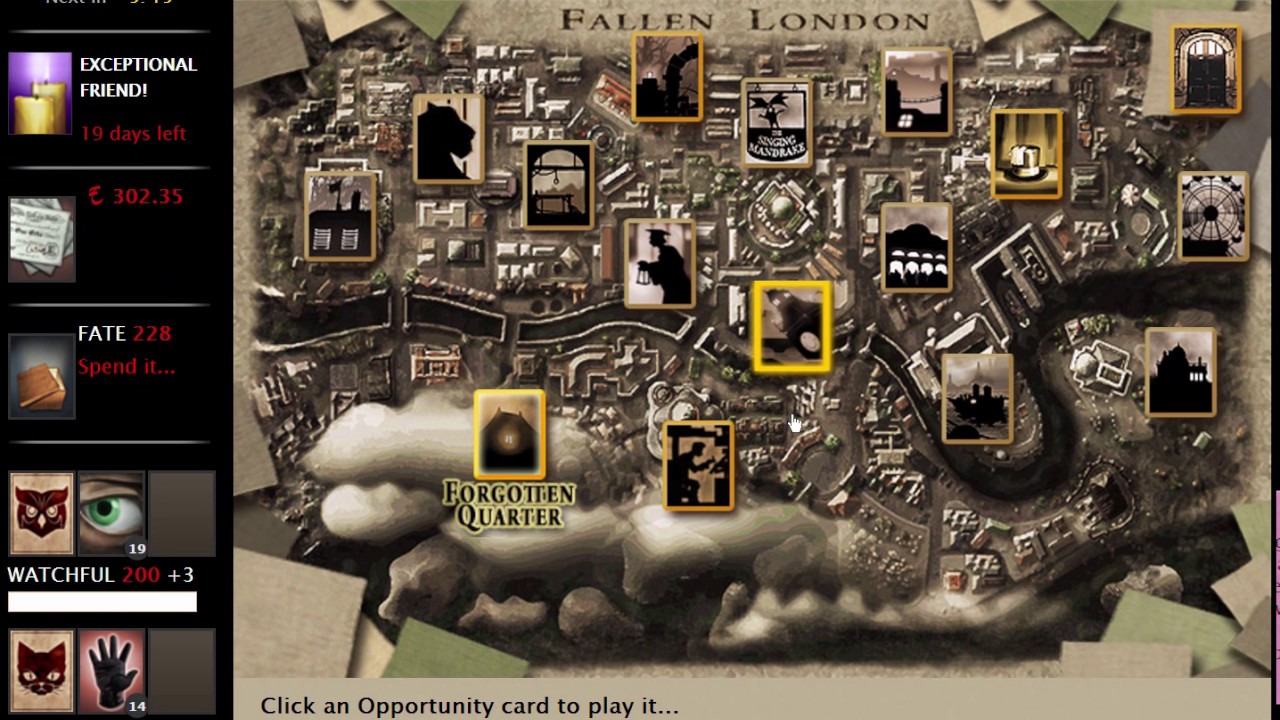 FALLEN LONDON
EXCEPTIONAL
FRIEND!
19 days left
302.35
FATE 228
Spend it...
19
WATCHFUL 200 +3
14
THE
SINGING
MANDRAKE
FORGOTTEN
QUARTER
Click an Opportunity card to play it...